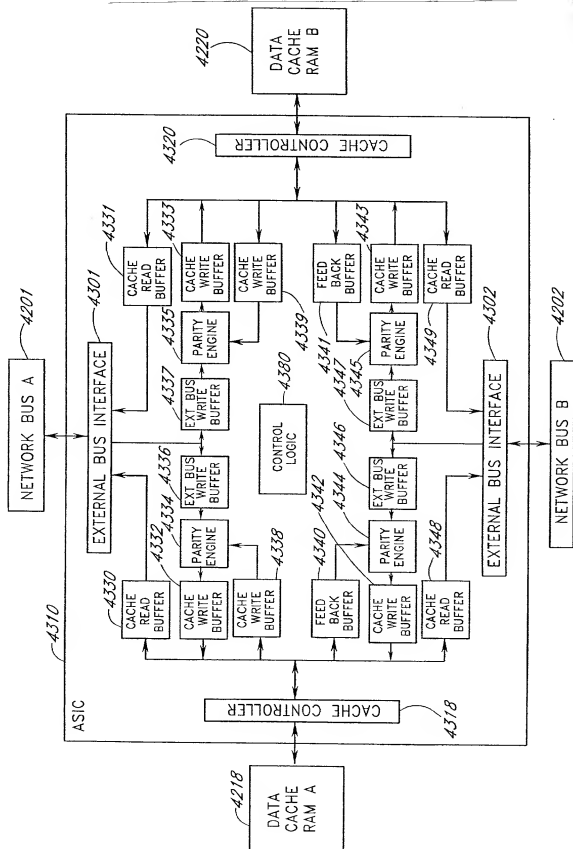 4201
NETWORK BUS A
4310
4301
EXTERNAL BUS INTERFACE
ASIC
4220
DATA
CACHE
RAM B
4320
CACHE CONTROLLER
4331
CACHE
READ
BUFFER
4333
CACHE
WRITE
BUFFER
4335
PARITY
ENGINE
4337
EXT BUS
WRITE
BUFFER
CACHE
WRITE
BUFFER
4339
4330
CACHE
READ
BUFFER
4332
CACHE
WRITE
BUFFER
4334
PARITY
ENGINE
4336
EXT BUS
WRITE
BUFFER
CACHE
WRITE
BUFFER
4338
4380
CONTROL
LOGIC
4340
FEED
BACK
BUFFER
4342
CACHE
WRITE
BUFFER
4344
PARITY
ENGINE
4346
EXT BUS
WRITE
BUFFER
4348
CACHE
READ
BUFFER
FEED
BACK
BUFFER
4341
CACHE
WRITE
BUFFER
4343
PARITY
ENGINE
4345
EXT BUS
WRITE
BUFFER
4347
CACHE
READ
BUFFER
4349
CACHE CONTROLLER
4318
DATA
CACHE
RAM A
4218
EXTERNAL BUS INTERFACE
4302
NETWORK BUS B
4202